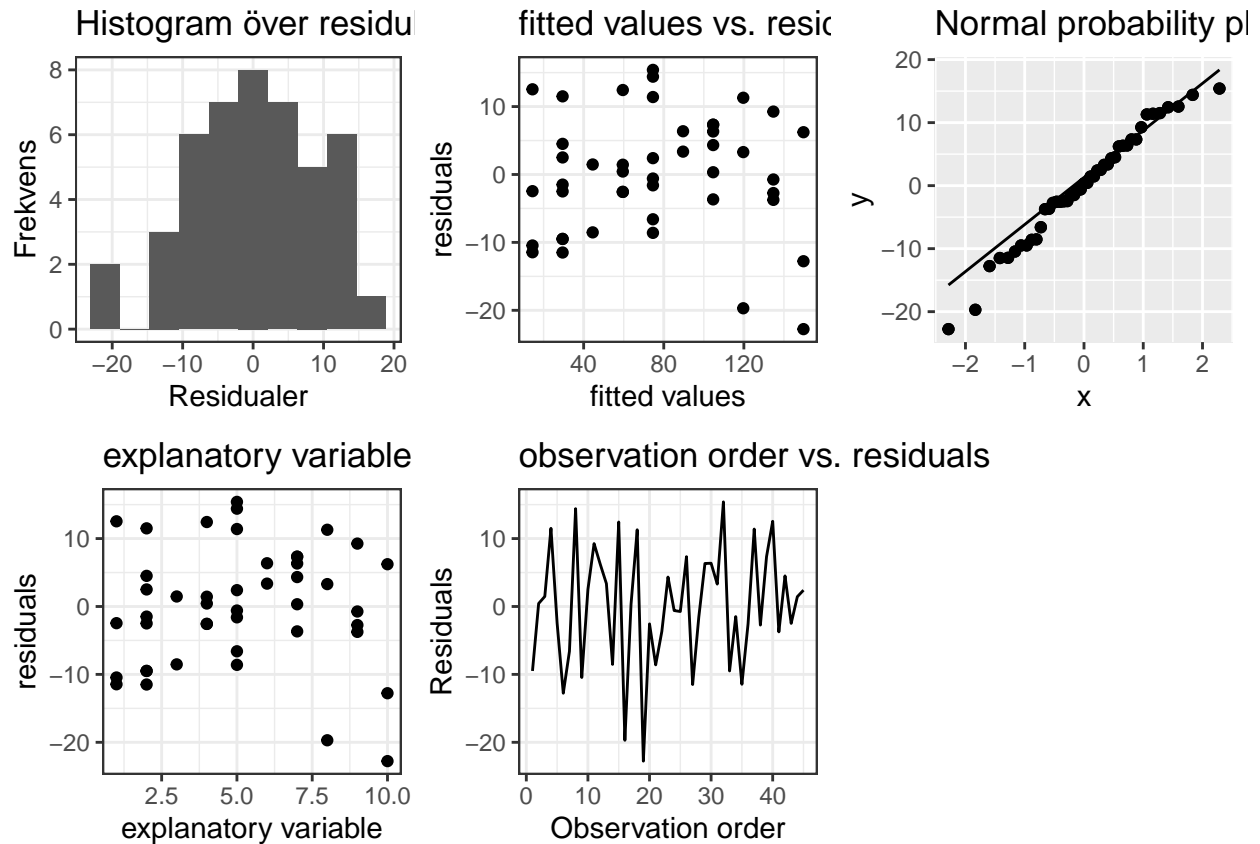 Histogram över residu
fitted values vs. resid
Normal probability pl
8
6
4
2
0
Frekvens
−20 −10 0 10 20
Residualer
10
0
−10
−20
residuals
40 80 120
fitted values
20
10
0
−10
−20
y
−2 −1 0 1 2
x
explanatory variable
observation order vs. residuals
10
0
−10
−20
residuals
2.5 5.0 7.5 10.0
explanatory variable
10
0
−10
−20
Residuals
0 10 20 30 40
Observation order